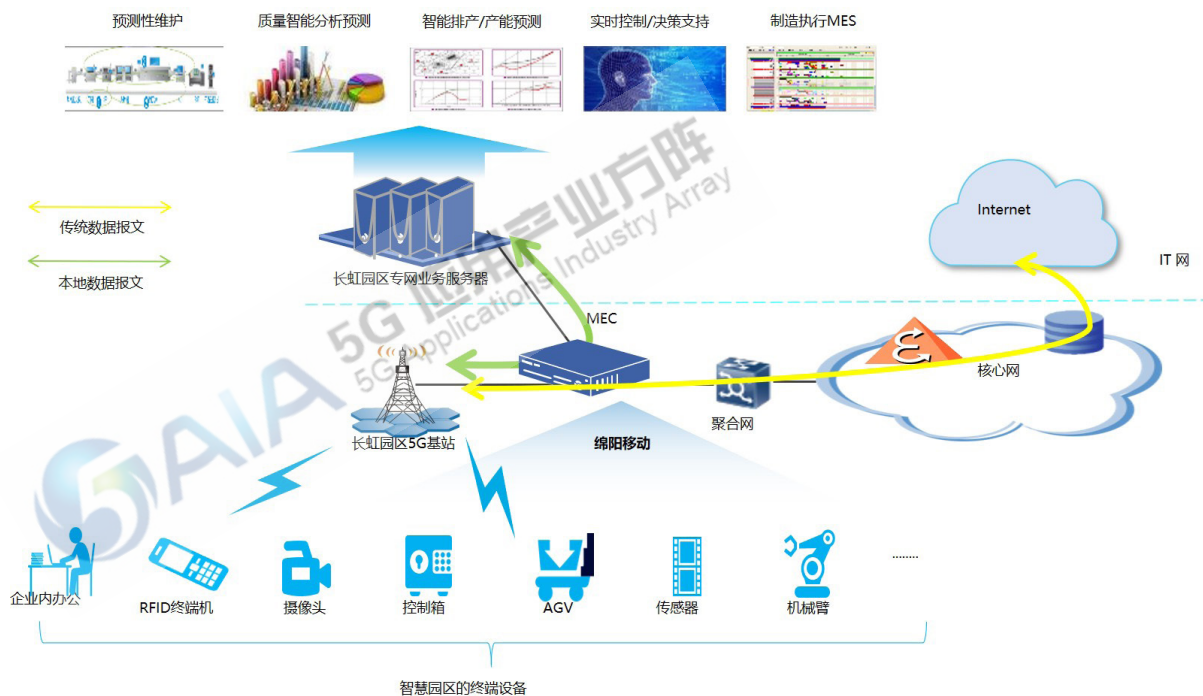 预测性维护
质量智能分析预测
智能排产/产能预测
实时控制/决策支持
制造执行MES
传统数据报文
本地数据报文
长虹园区专网业务服务器
Internet
IT 网
MEC
核心网
聚合网
长虹园区5G基站
绵阳移动
企业内办公
RFID终端机
摄像头
控制箱
AGV
传感器
机械臂
........
智慧园区的终端设备
5GAIA
5G 应用产业方阵
5G Applications Industry Array